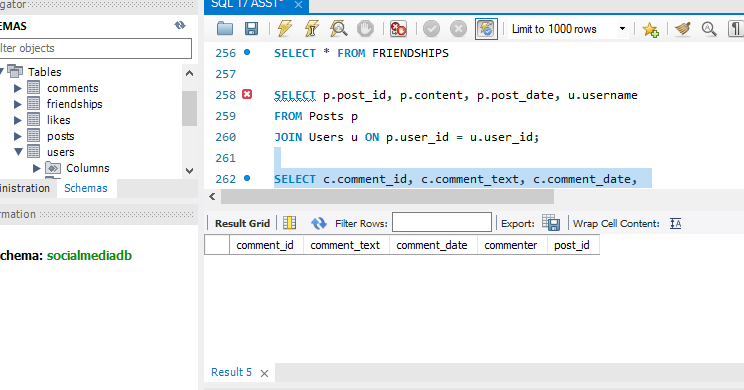 SQL 17 ASST*
Limit to 1000 rows
EMAS
lter objects
Tables
comments
friendships
likes
posts
users
Columns
inistration Schemas
rmation
chema: socialmediadb
256 SELECT * FROM FRIENDSHIPS
257
258 SELECT p.post_id, p.content, p.post_date, u.username
259 FROM Posts p
260 JOIN Users u ON p.user_id = u.user_id;
261
262 SELECT c.comment_id, c.comment_text, c.comment_date,
Result Grid Filter Rows: Export: Wrap Cell Content:
comment_id comment_text comment_date commenter post_id
Result 5